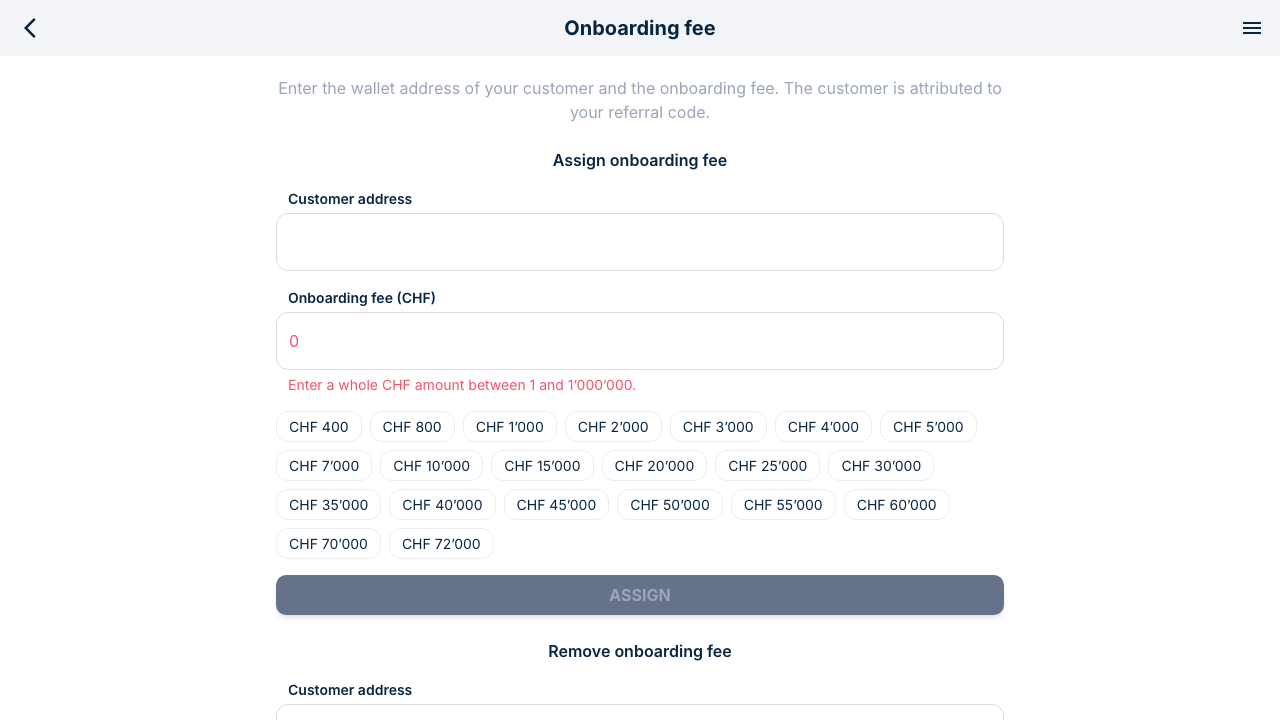 Onboarding fee
Enter the wallet address of your customer and the onboarding fee. The customer is attributed to
your referral code.
Assign onboarding fee
Customer address
Onboarding fee (CHF)
0
Enter a whole CHF amount between 1 and 1’000’000.
CHF 400 CHF 800 CHF 1’000 CHF 2’000 CHF 3’000 CHF 4’000 CHF 5’000
CHF 7’000 CHF 10’000 CHF 15’000 CHF 20’000 CHF 25’000 CHF 30’000
CHF 35’000 CHF 40’000 CHF 45’000 CHF 50’000 CHF 55’000 CHF 60’000
CHF 70’000 CHF 72’000
ASSIGN
Remove onboarding fee
Customer address